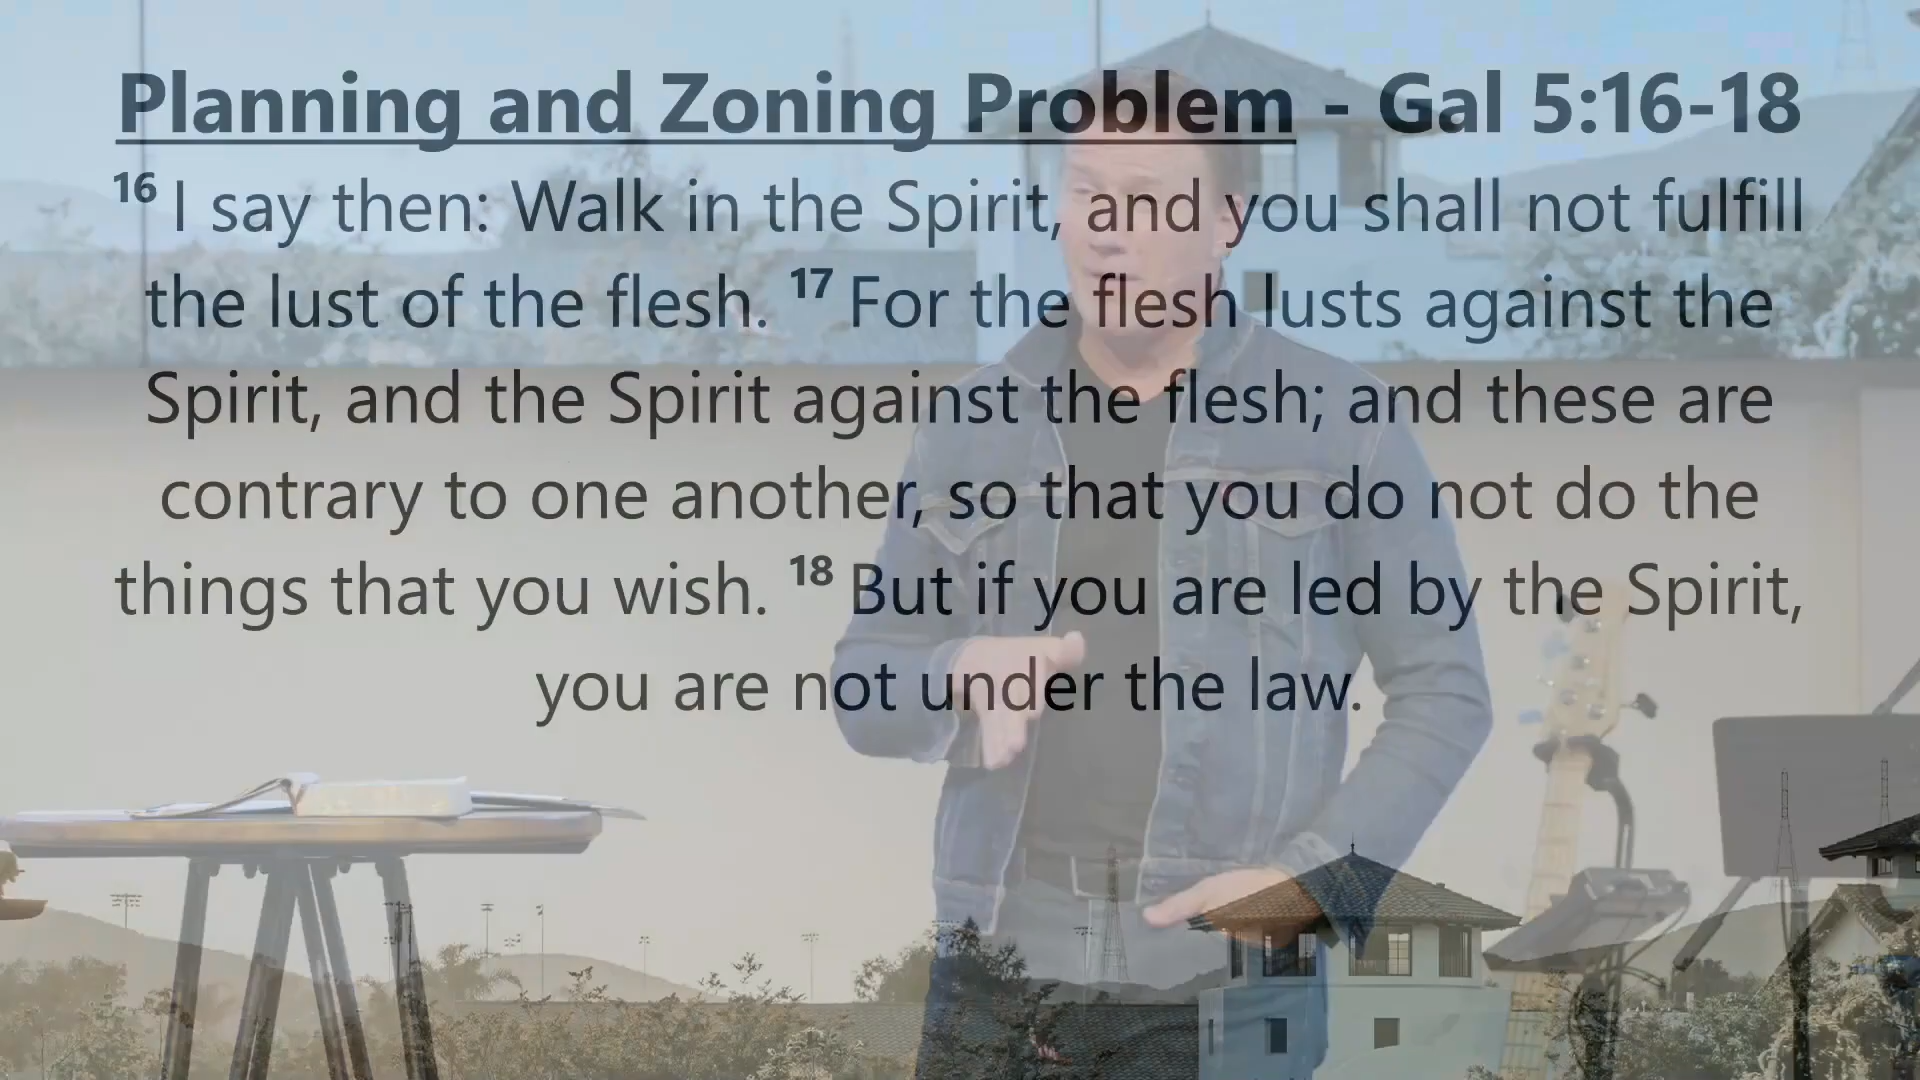 Planning and Zoning Problem - Gal 5:16-18
16 I say then: Walk in the Spirit, and you shall not fulfill
the lust of the flesh. 17 For the flesh lusts against the
Spirit, and the Spirit against the flesh; and these are
contrary to one another, so that you do not do the
things that you wish. 18 But if you are led by the Spirit,
you are not under the law.